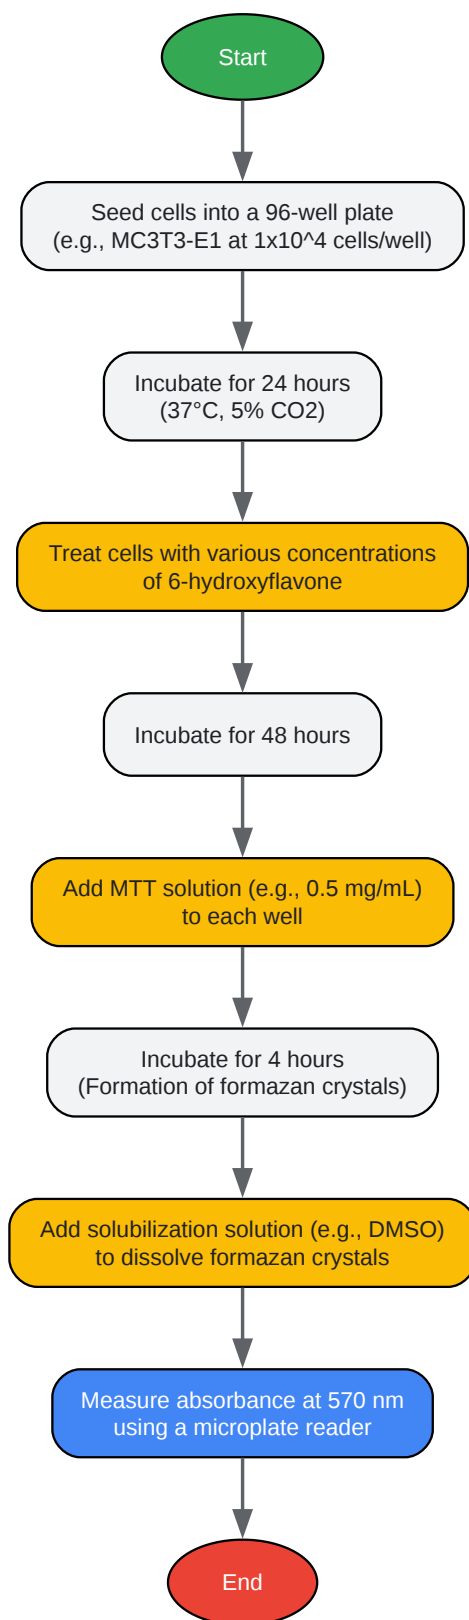 Start
Seed cells into a 96-well plate
(e.g., MC3T3-E1 at 1x10^4 cells/well)
Incubate for 24 hours
(37°C, 5% CO2)
Treat cells with various concentrations
of 6-hydroxyflavone
Incubate for 48 hours
Add MTT solution (e.g., 0.5 mg/mL)
to each well
Incubate for 4 hours
(Formation of formazan crystals)
Add solubilization solution (e.g., DMSO)
to dissolve formazan crystals
Measure absorbance at 570 nm
using a microplate reader
End